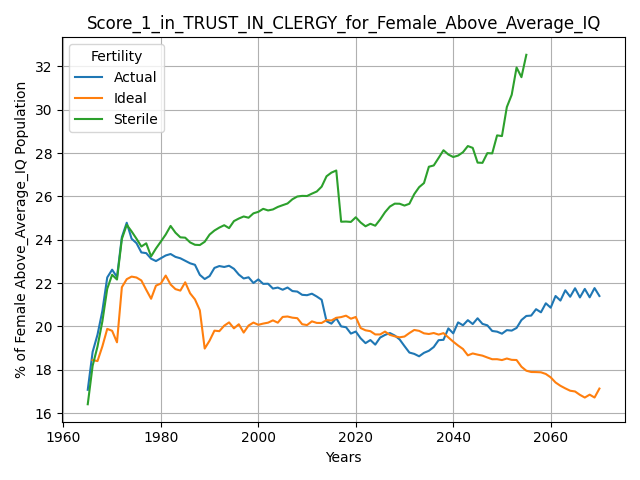 Score_1_in_TRUST_IN_CLERGY_for_Female_Above_Average_IQ
Fertility
Actual
Ideal
Sterile
% of Female Above_Average_IQ Population
32
30
28
26
24
22
20
18
16
1960
1980
2000
2020
2040
2060
Years